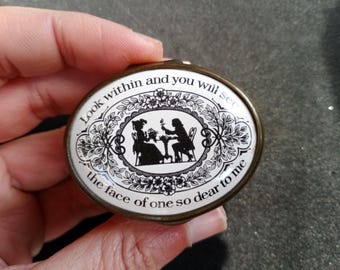 Look within and you will see
the face of one so dear to me